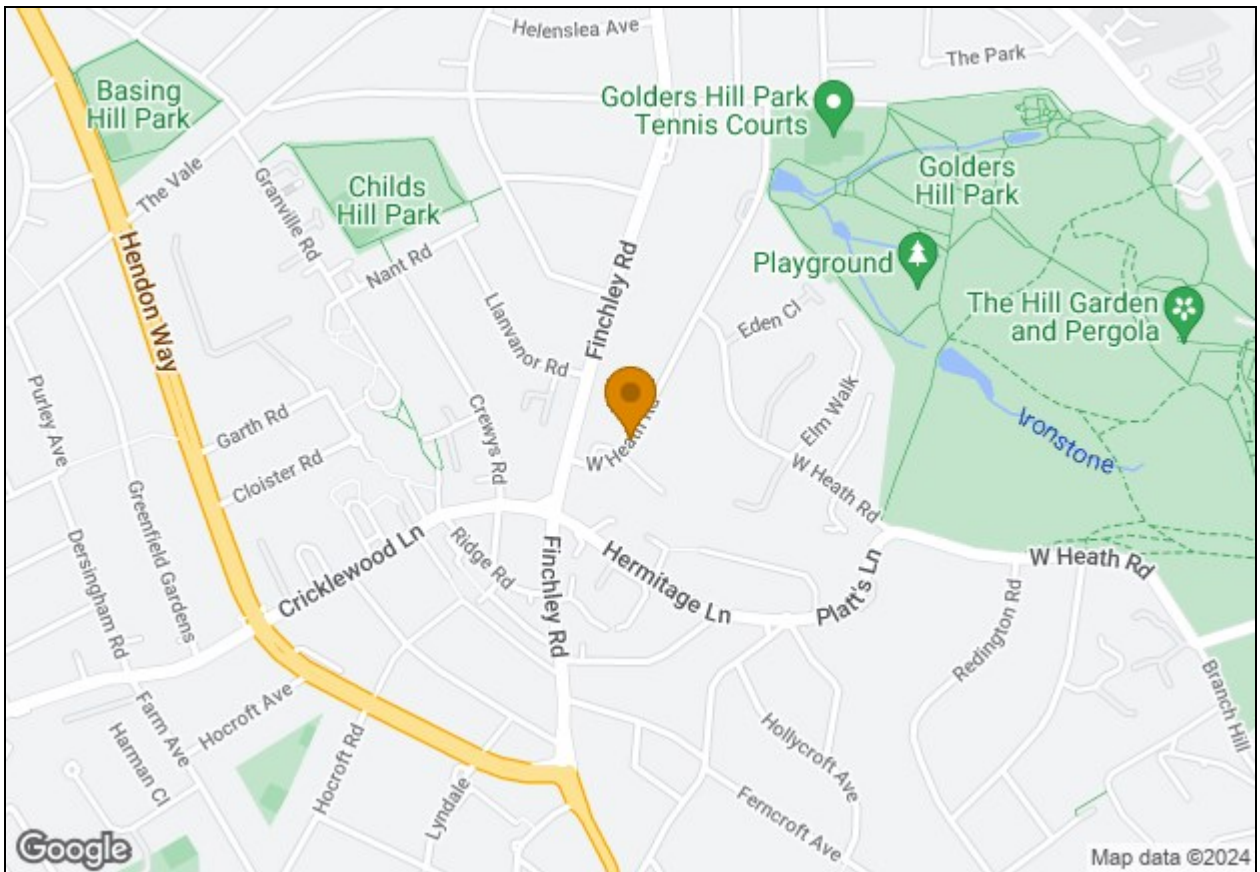 Helenslea Ave
The Park
Basing
Hill Park
Golders Hill Park
Tennis Courts
The Vale
Granville Rd
Childs
Hill Park
Golders
Hill Park
Hendon Way
Nant Rd
Finchley Rd
Playground
Llanvanor Rd
Eden Cl
The Hill Garden
and Pergola
Purley Ave
Garth Rd
Crewys Rd
W Heath Rd
Elm Walk
Ironstone
Greenfield Gardens
Cloister Rd
W Heath Rd
Dersingham Rd
Cricklewood Ln
Ridge Rd
Finchley Rd
Hermitage Ln
Platt's Ln
W Heath Rd
Redington Rd
Branch Hill
Farm Ave
Harman Cl
Hocroft Ave
Hocroft Rd
Lyndale
Hollycroft Ave
Ferncroft Ave
Google
Map data ©2024